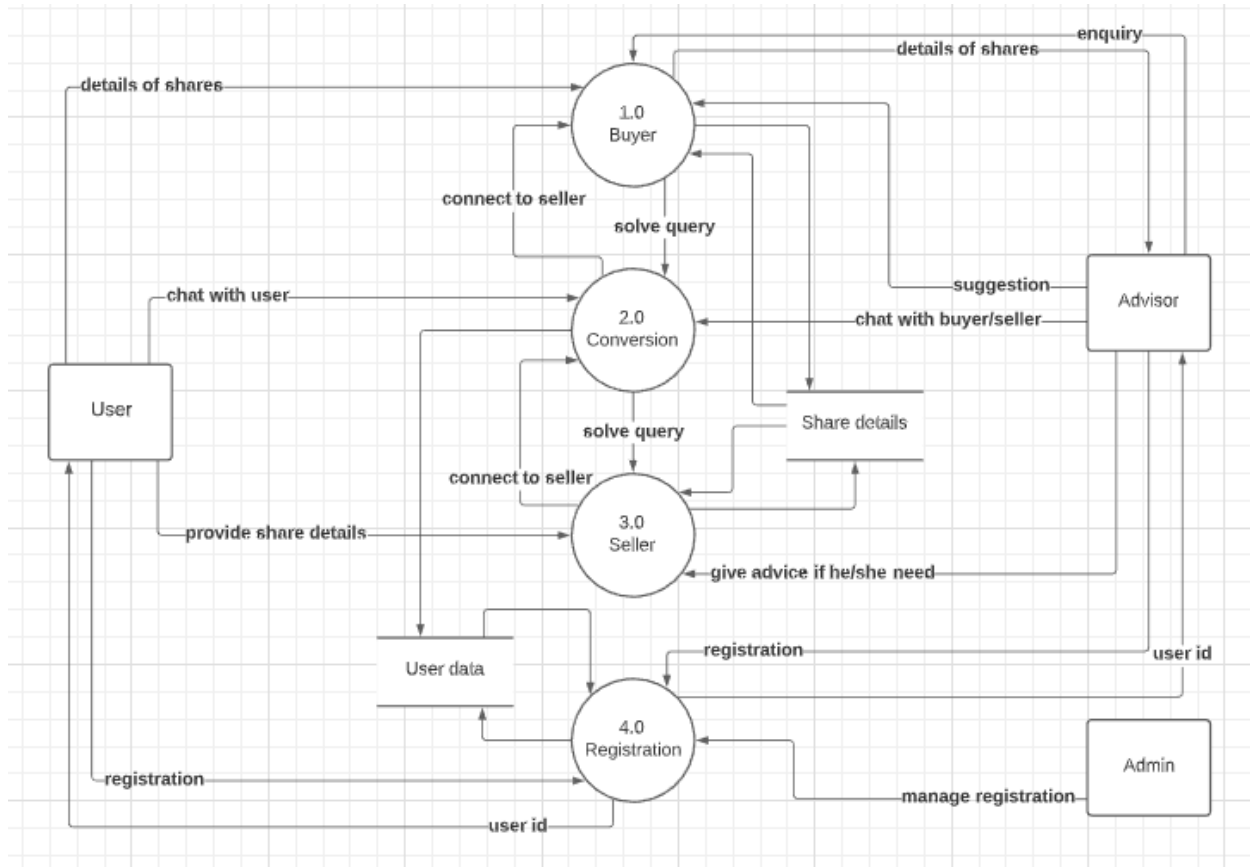 enquiry
details of shares
details of shares
1.0
Buyer
connect to seller
solve query
suggestion
Advisor
chat with user
2.0
Conversion
chat with buyer/seller
User
Share details
solve query
connect to seller
3.0
Seller
provide share details
give advice if he/she need
registration
user id
User data
4.0
Registration
Admin
registration
manage registration
user id